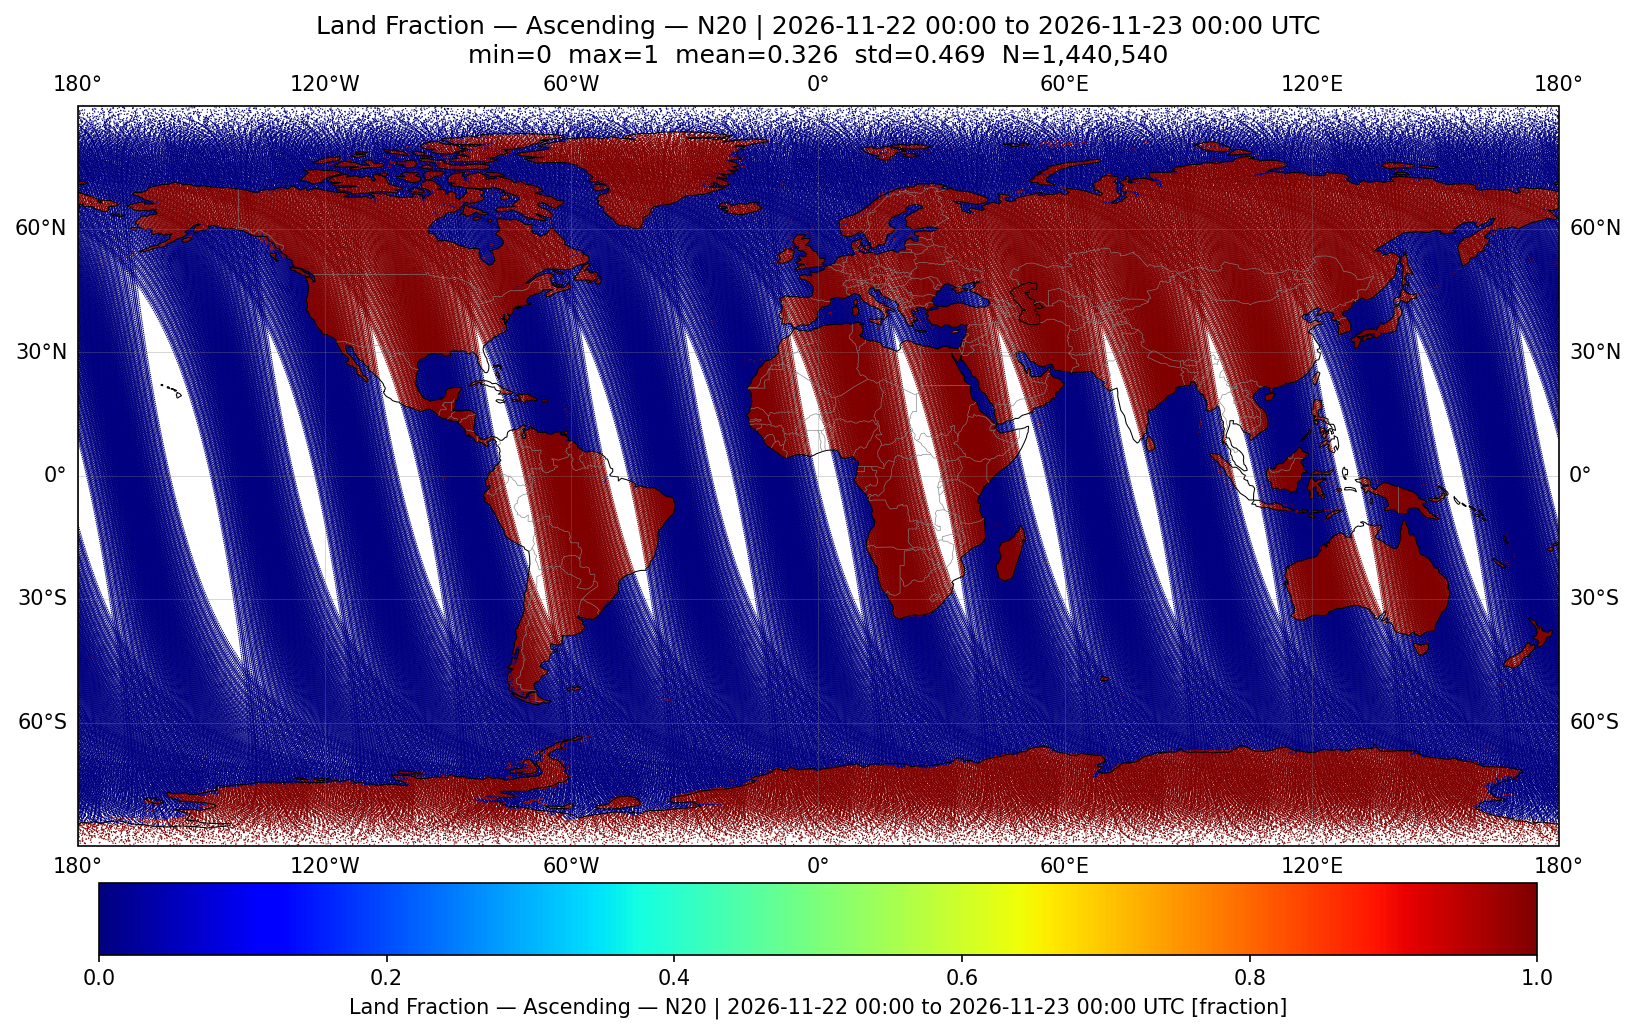 Land Fraction — Ascending — N20 | 2026-11-22 00:00 to 2026-11-23 00:00 UTC
min=0 max=1 mean=0.326 std=0.469 N=1,440,540
180° 120°W 60°W 0° 60°E 120°E 180°
60°N 60°N
30°N 30°N
0° 0°
30°S 30°S
60°S 60°S
180° 120°W 60°W 0° 60°E 120°E 180°
0.0 0.2 0.4 0.6 0.8 1.0
Land Fraction — Ascending — N20 | 2026-11-22 00:00 to 2026-11-23 00:00 UTC [fraction]